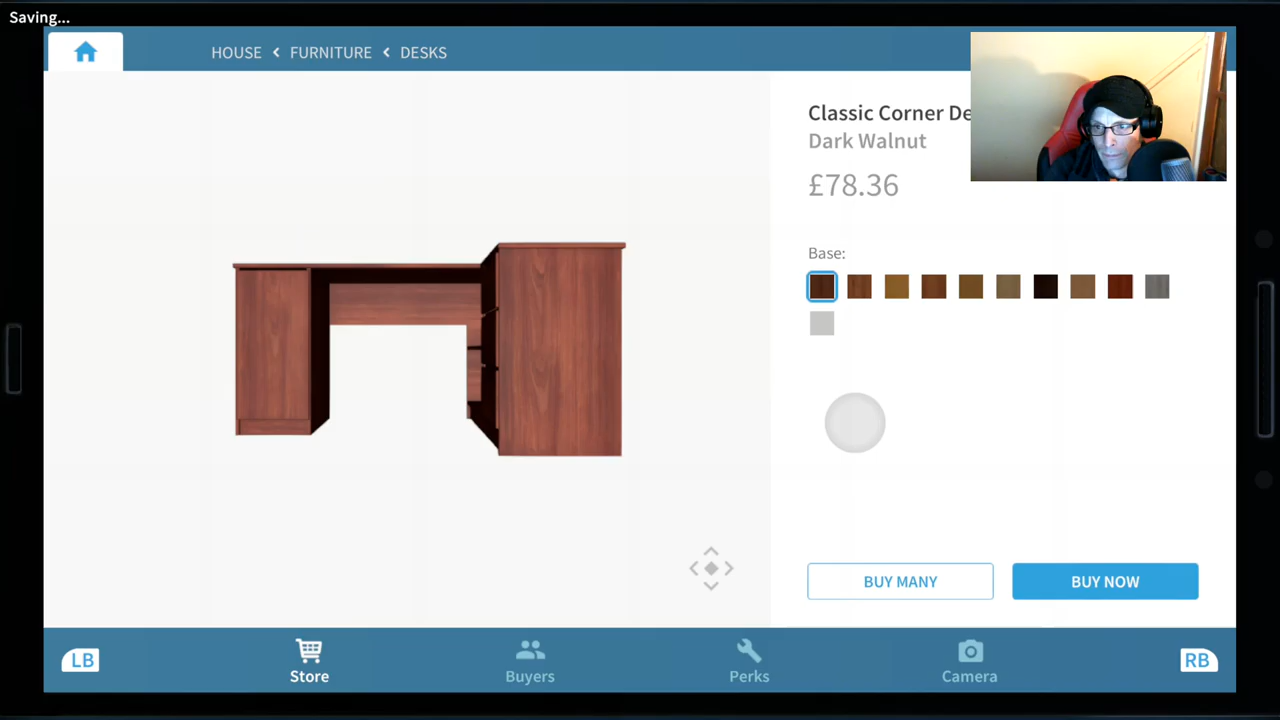 Saving...
HOUSE < FURNITURE < DESKS
Classic Corner De
Dark Walnut
£78.36
Base:
BUY MANY
BUY NOW
LB
Store
Buyers
Perks
Camera
RB